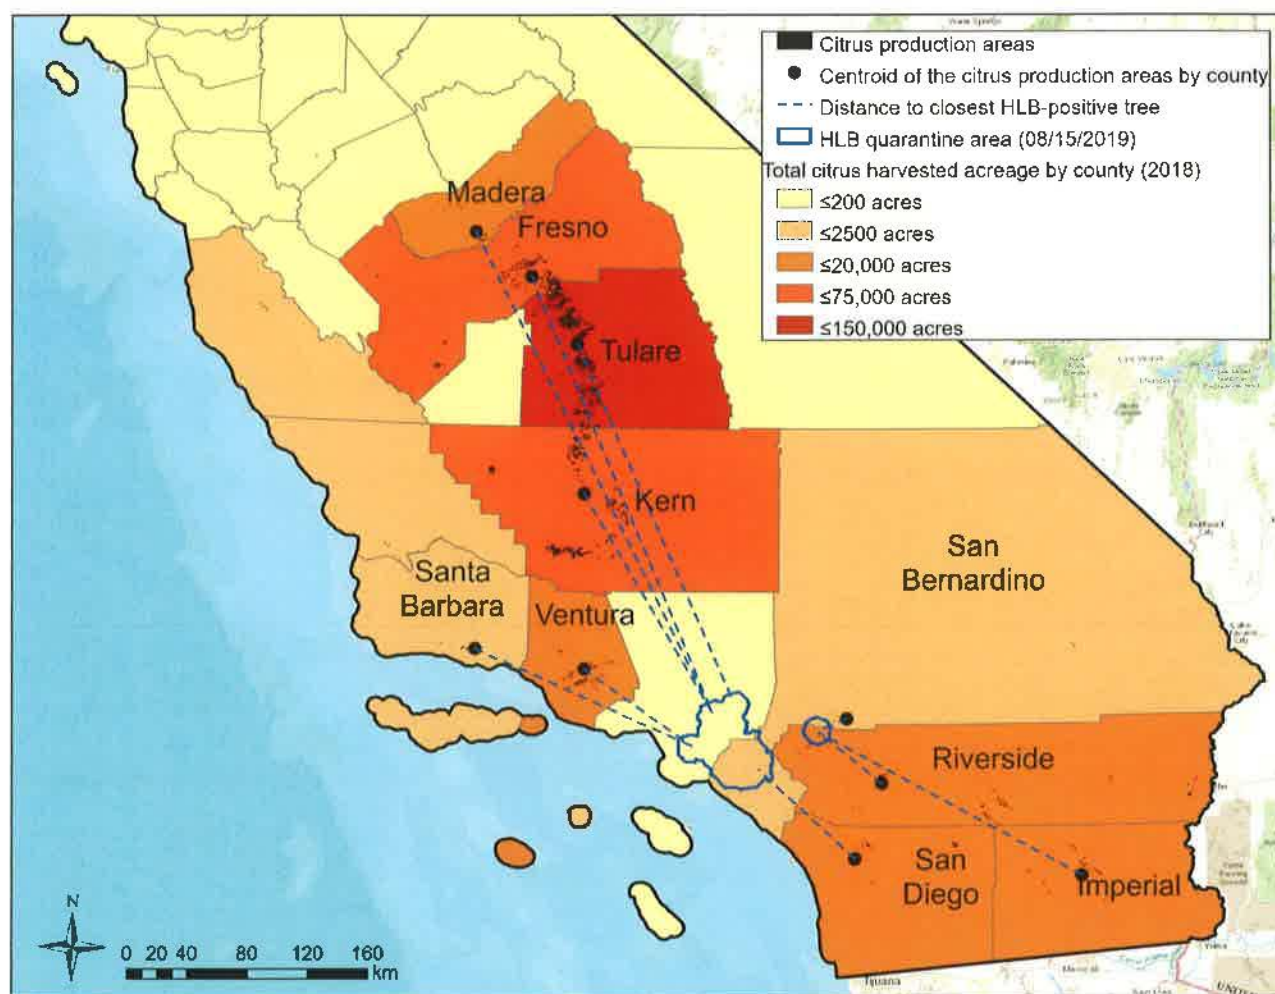 Citrus production areas
Centroid of the citrus production areas by county
Distance to closest HLB-positive tree
HLB quarantine area (08/15/2019)
Total citrus harvested acreage by county (2018)
≤200 acres
≤2500 acres
≤20,000 acres
≤75,000 acres
≤150,000 acres
Madera
Fresno
Tulare
Kern
San
Bernardino
Santa
Barbara
Ventura
Riverside
San
Diego
Imperial
N
0 20 40 80 120 160
km
Tijuana